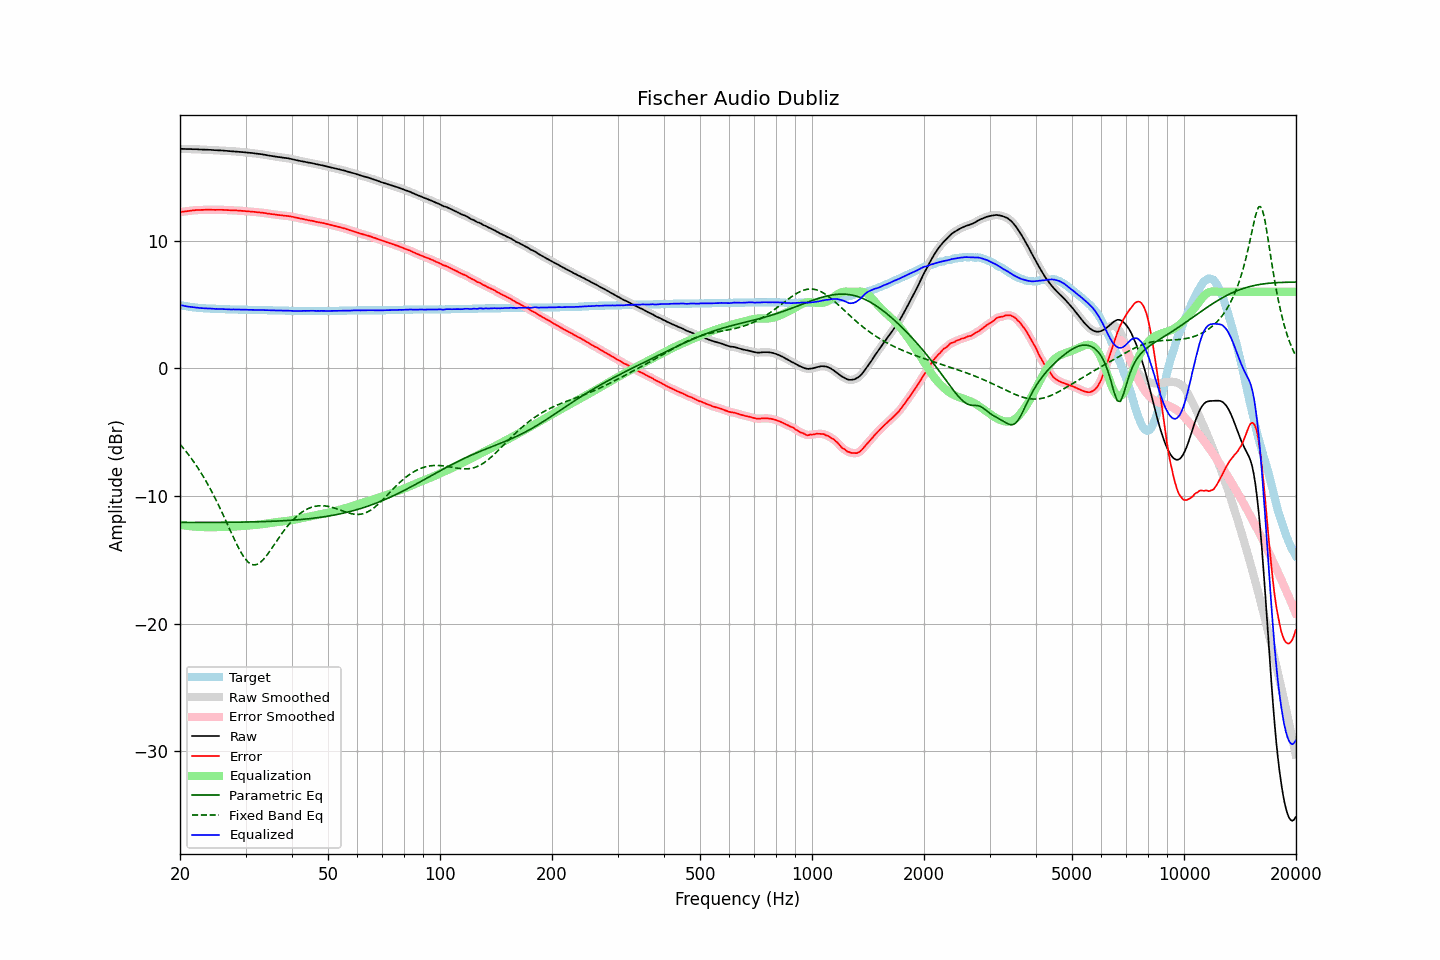 Fischer Audio Dubliz
Amplitude (dBr)
10
0
−10
−20
−30
Target
Raw Smoothed
Error Smoothed
Raw
Error
Equalization
Parametric Eq
Fixed Band Eq
Equalized
20 50 100 200 500 1000 2000 5000 10000 20000
Frequency (Hz)